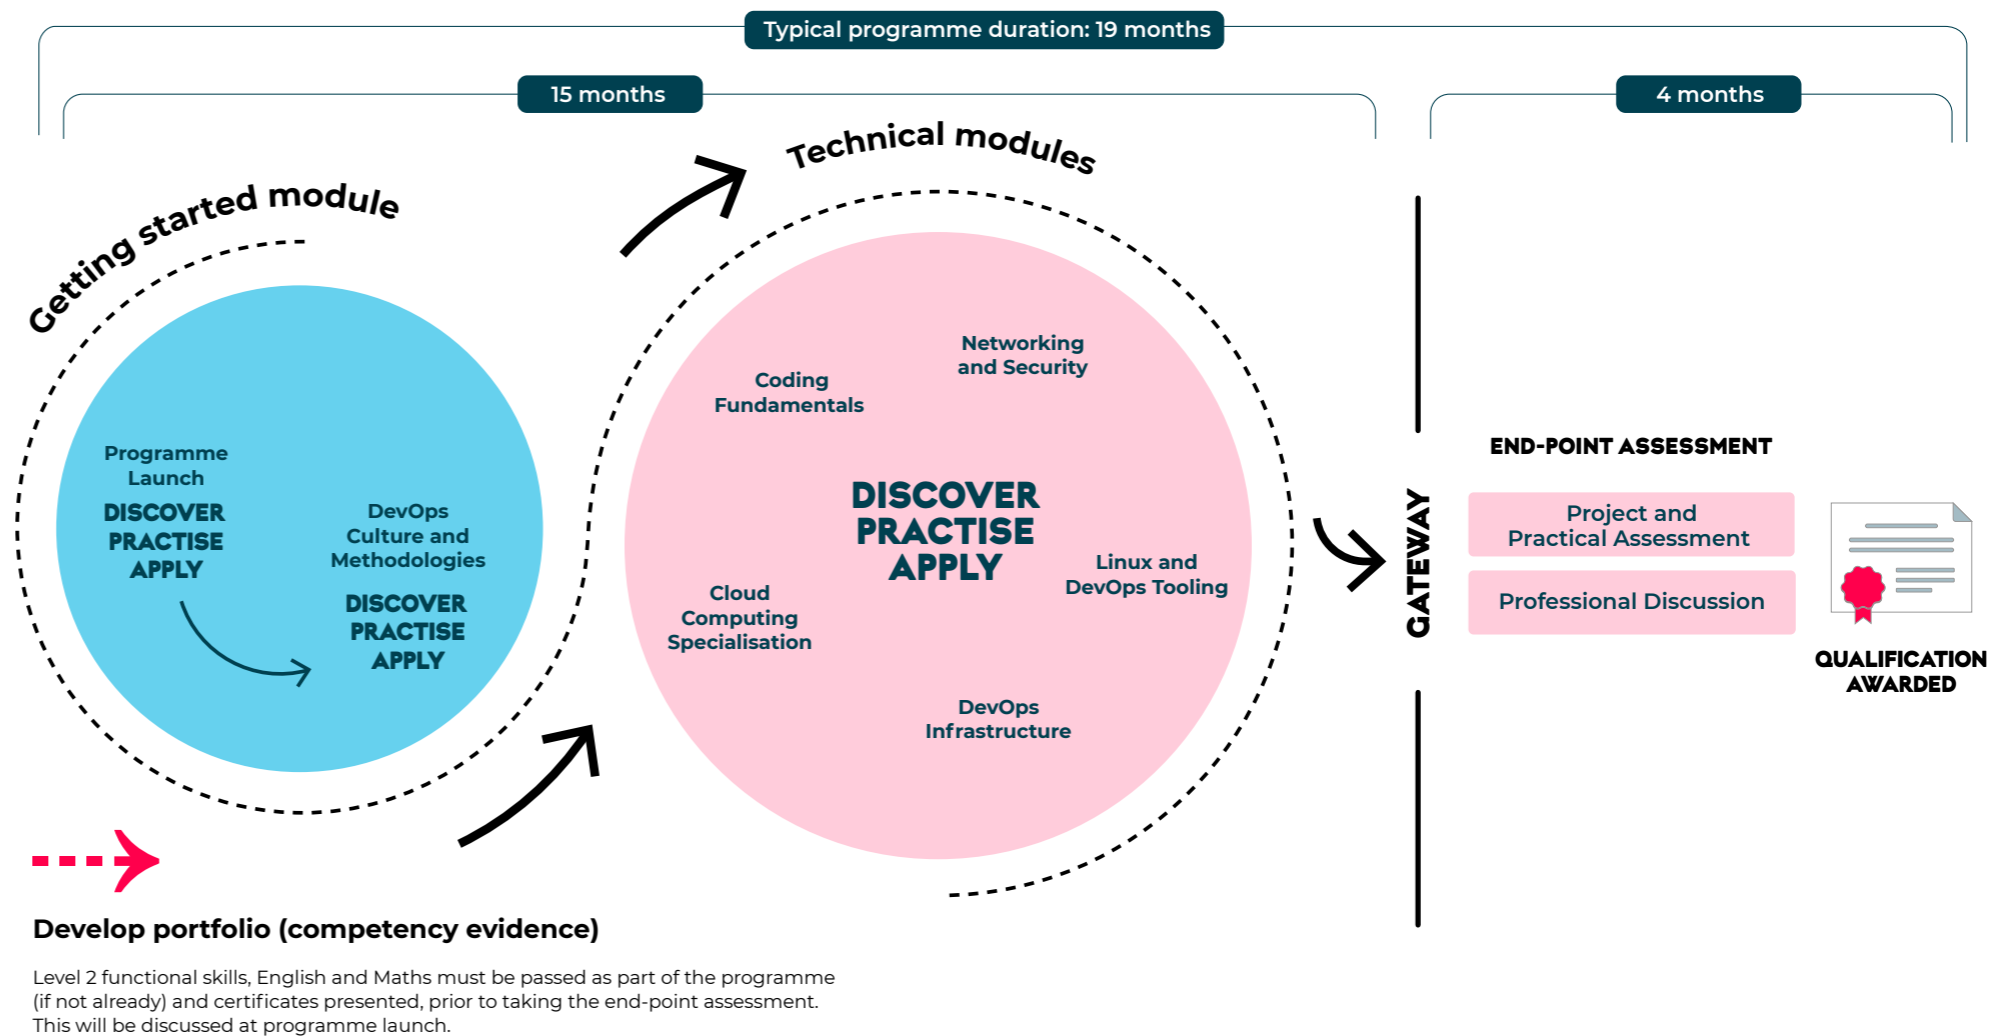 Typical programme duration: 19 months
15 months
4 months
Getting started module
Technical modules
Programme
Launch
DISCOVER
PRACTISE
APPLY
DevOps
Culture and
Methodologies
DISCOVER
PRACTISE
APPLY
Coding
Fundamentals
Networking
and Security
DISCOVER
PRACTISE
APPLY
Linux and
DevOps Tooling
Cloud
Computing
Specialisation
DevOps
Infrastructure
GATEWAY
END-POINT ASSESSMENT
Project and
Practical Assessment
Professional Discussion
QUALIFICATION
AWARDED
Develop portfolio (competency evidence)
Level 2 functional skills, English and Maths must be passed as part of the programme
(if not already) and certificates presented, prior to taking the end-point assessment.
This will be discussed at programme launch.